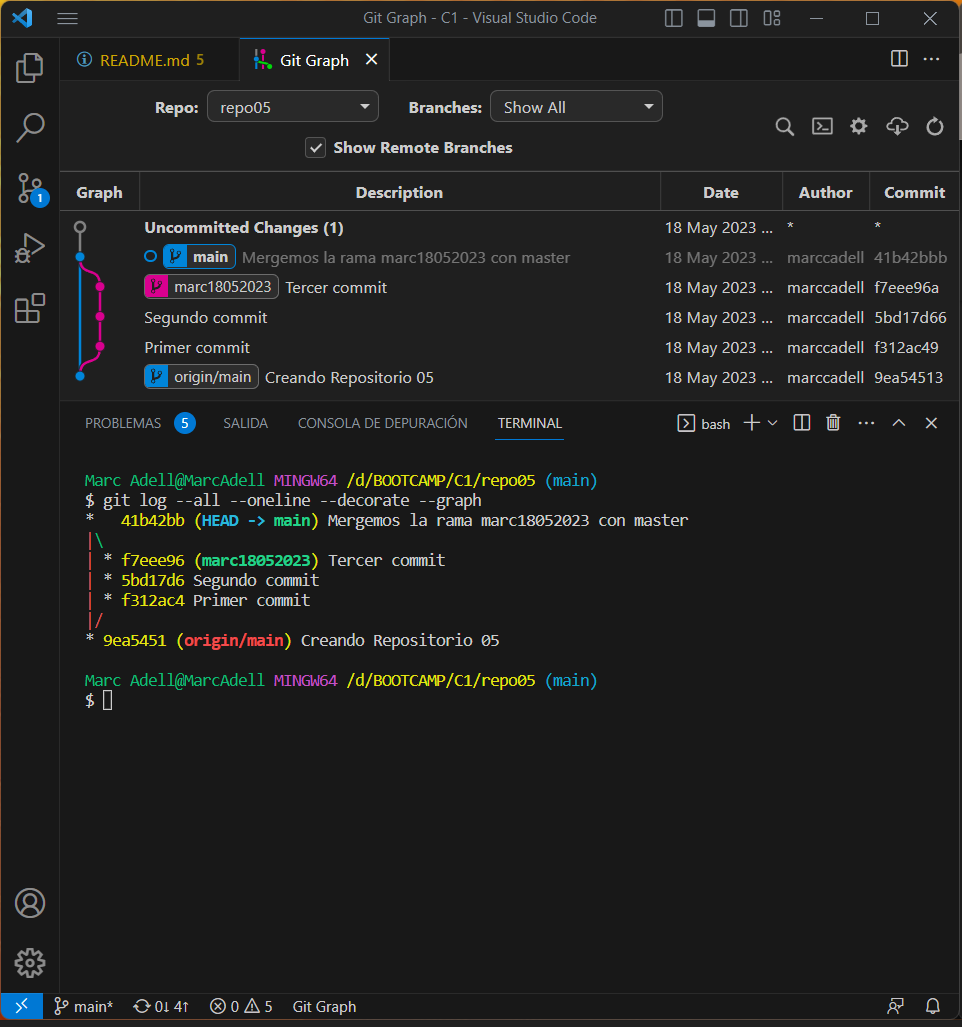 Git Graph - C1 - Visual Studio Code
README.md 5
Git Graph
Repo: repo05 Branches: Show All
Show Remote Branches
Graph Description Date Author Commit
Uncommitted Changes (1) 18 May 2023 ... * *
main Mergemos la rama marc18052023 con master 18 May 2023 ... marccadell 41b42bbb
marc18052023 Tercer commit 18 May 2023 ... marccadell f7eee96a
Segundo commit 18 May 2023 ... marccadell 5bd17d66
Primer commit 18 May 2023 ... marccadell f312ac49
origin/main Creando Repositorio 05 18 May 2023 ... marccadell 9ea54513
1
PROBLEMAS 5 SALIDA CONSOLA DE DEPURACIÓN TERMINAL bash
Marc Adell@MarcAdell MINGW64 /d/BOOTCAMP/C1/repo05 (main)
$ git log --all --oneline --decorate --graph
*   41b42bb (HEAD -> main) Mergemos la rama marc18052023 con master
|\
| * f7eee96 (marc18052023) Tercer commit
| * 5bd17d6 Segundo commit
| * f312ac4 Primer commit
|/
* 9ea5451 (origin/main) Creando Repositorio 05
Marc Adell@MarcAdell MINGW64 /d/BOOTCAMP/C1/repo05 (main)
$
main* 0↓ 4↑ 0 5 Git Graph